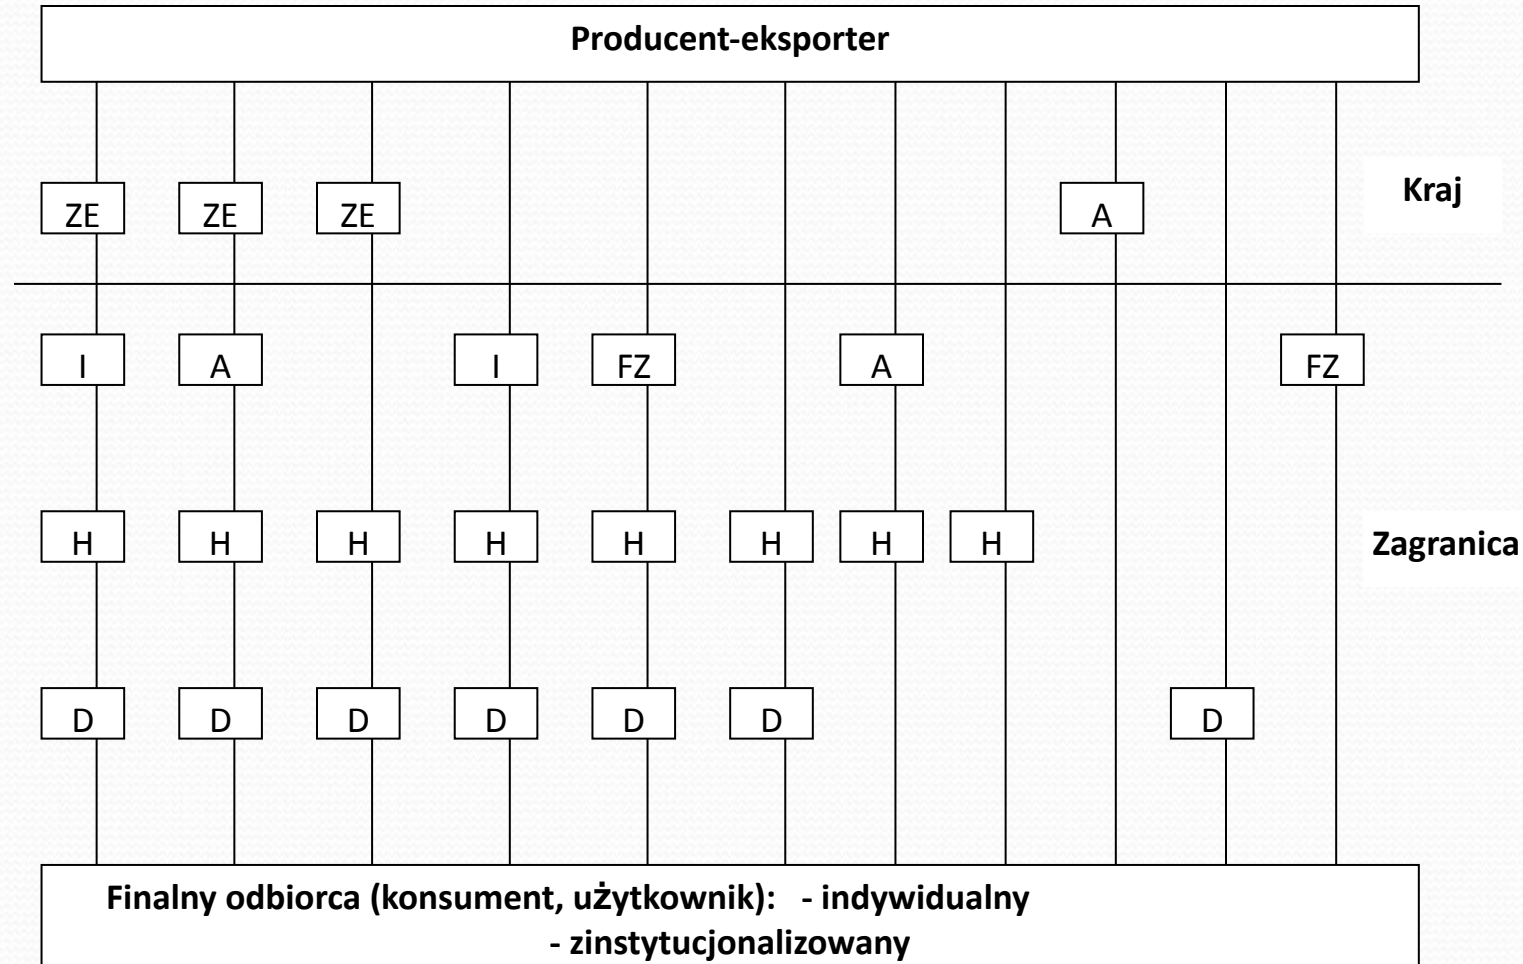 Producent-eksporter
Kraj
ZE ZE ZE A
I A I FZ A FZ
H H H H H H H H
Zagranica
D D D D D D D
Finalny odbiorca (konsument, użytkownik): - indywidualny
- zinstytucjonalizowany